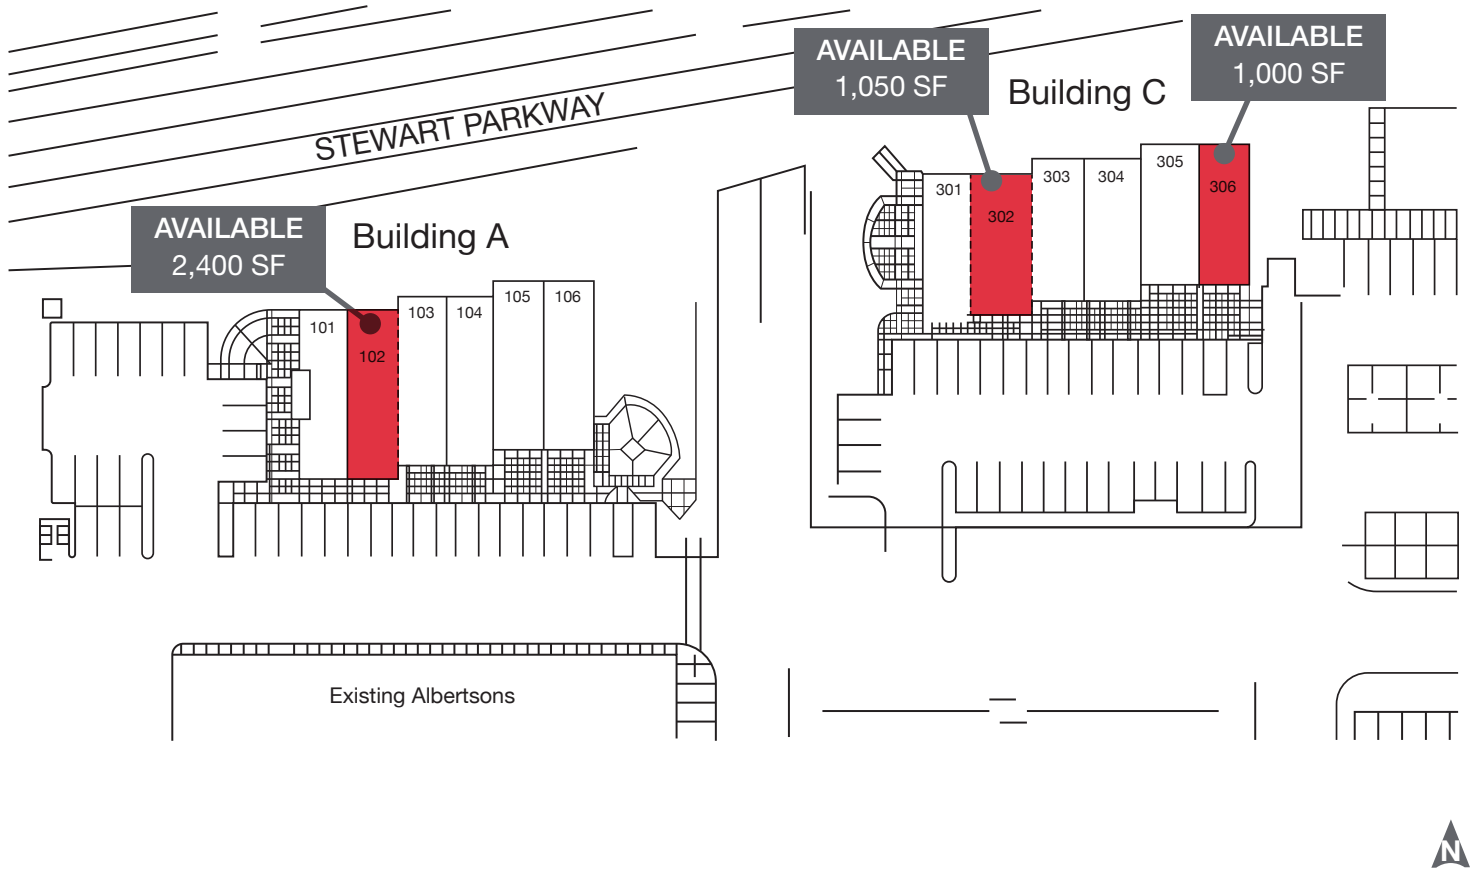 AVAILABLE
1,050 SF
Building C
AVAILABLE
1,000 SF
STEWART PARKWAY
AVAILABLE
2,400 SF
Building A
301
302
303
304
305
306
101
102
103
104
105
106
Existing Albertsons
N